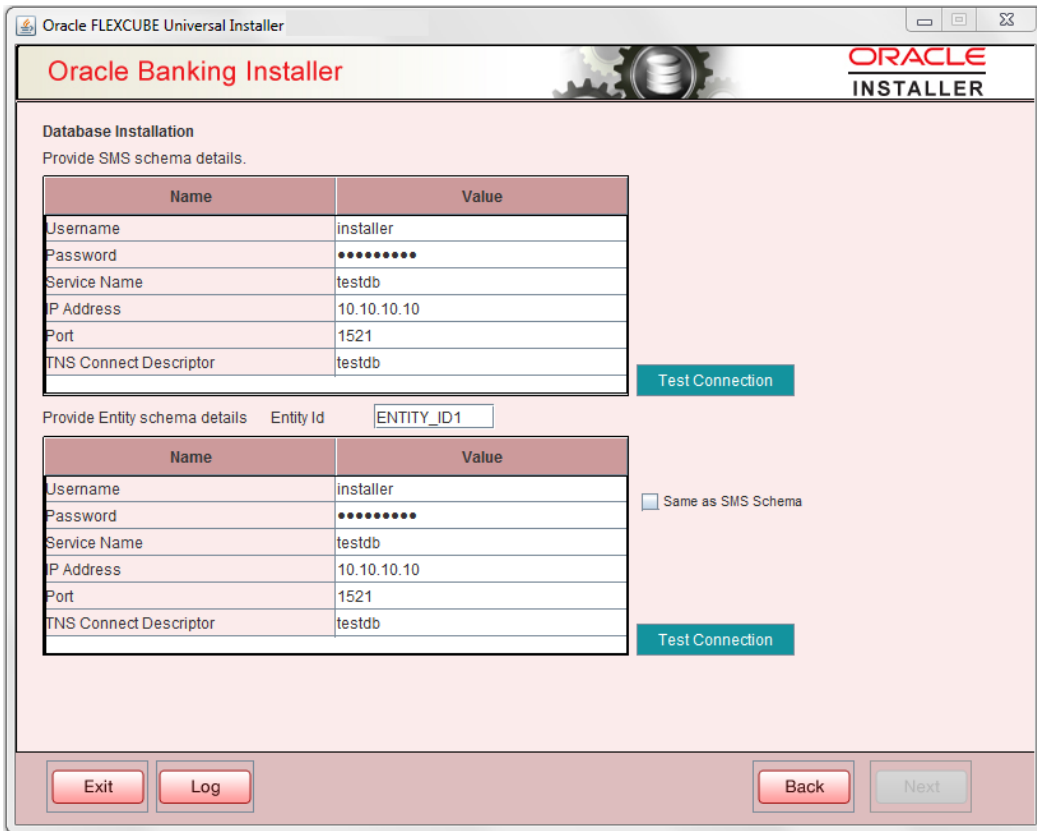 Oracle FLEXCUBE Universal Installer
Oracle Banking Installer
ORACLE
INSTALLER
Database Installation
Provide SMS schema details.
Name Value
Username installer
Password •••••••••
Service Name testdb
IP Address 10.10.10.10
Port 1521
TNS Connect Descriptor testdb
Test Connection
Provide Entity schema details Entity Id ENTITY_ID1
Name Value
Username installer
Same as SMS Schema
Password •••••••••
Service Name testdb
IP Address 10.10.10.10
Port 1521
TNS Connect Descriptor testdb
Test Connection
Exit Log Back Next